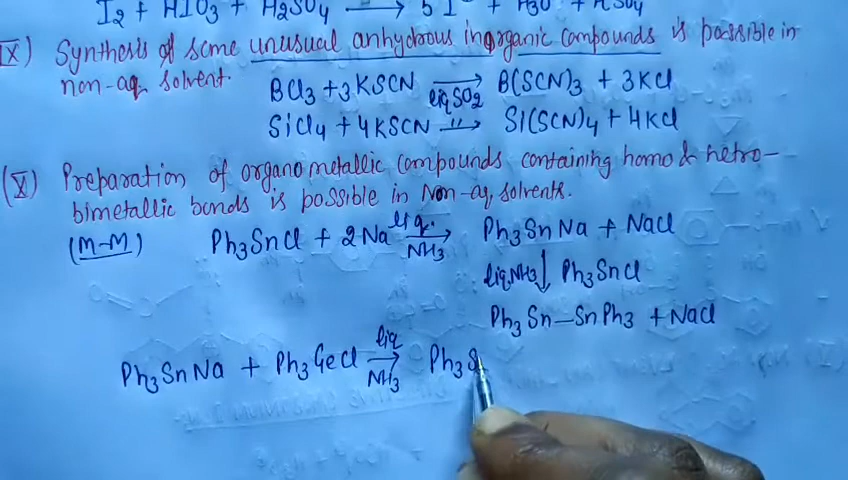 I2 + HIO3 + H2SO4 ⟶ 5 I
IX) Synthesis of some unusual anhydrous inorganic compounds is possible in
non-aq solvent.
BCl3 + 3KSCN ⟶ liq SO2 B(SCN)3 + 3KCl
SiCl4 + 4KSCN ⟶ " Si(SCN)4 + 4KCl
(X) Preparation of organometallic compounds containing homo & hetro-
bimetallic bonds is possible in Non-aq solvents.
(M-M) Ph3SnCl + 2Na ⟶ liq. NH3 Ph3SnNa + NaCl
liq.NH3 ↓ Ph3SnCl
Ph3Sn—SnPh3 + NaCl
Ph3SnNa + Ph3GeCl ⟶ liq NH3 Ph3S